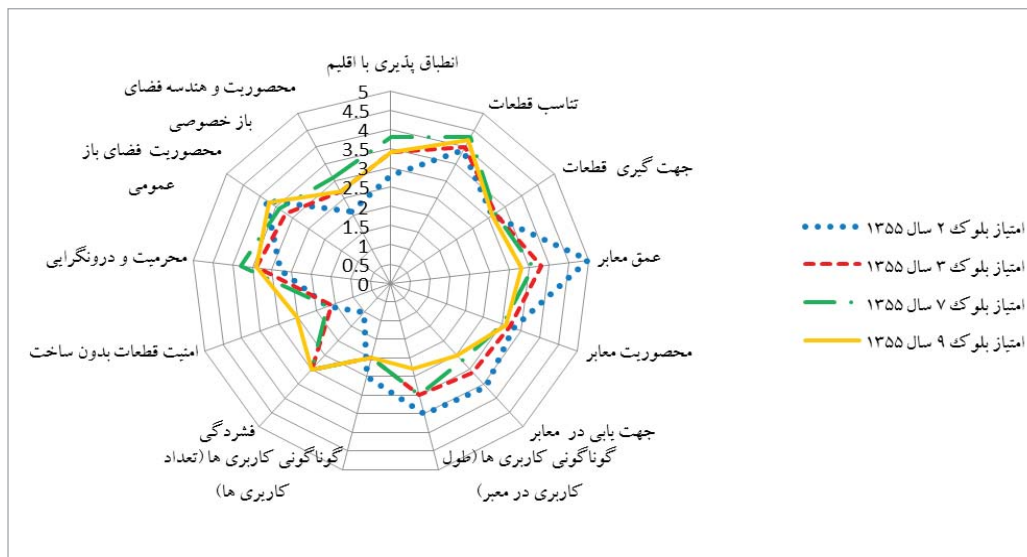 انطباق پذیری با اقلیم
تناسب قطعات
جهت گیری قطعات
عمق معابر
محصوریت معابر
جهت یابی در معابر
گوناگونی کاربری ها (طول
کاربری در معبر)
گوناگونی کاربری ها (تعداد
کاربری ها)
فشردگی
امنیت قطعات بدون ساخت
محرمیت و درونگرایی
محصوریت فضای باز
عمومی
محصوریت و هندسه فضای
باز خصوصی
5
4.5
4
3.5
3
2.5
2
1.5
1
0.5
0
امتیاز بلوک ۲ سال ۱۳۵۵
امتیاز بلوک ۳ سال ۱۳۵۵
امتیاز بلوک ۷ سال ۱۳۵۵
امتیاز بلوک ۹ سال ۱۳۵۵